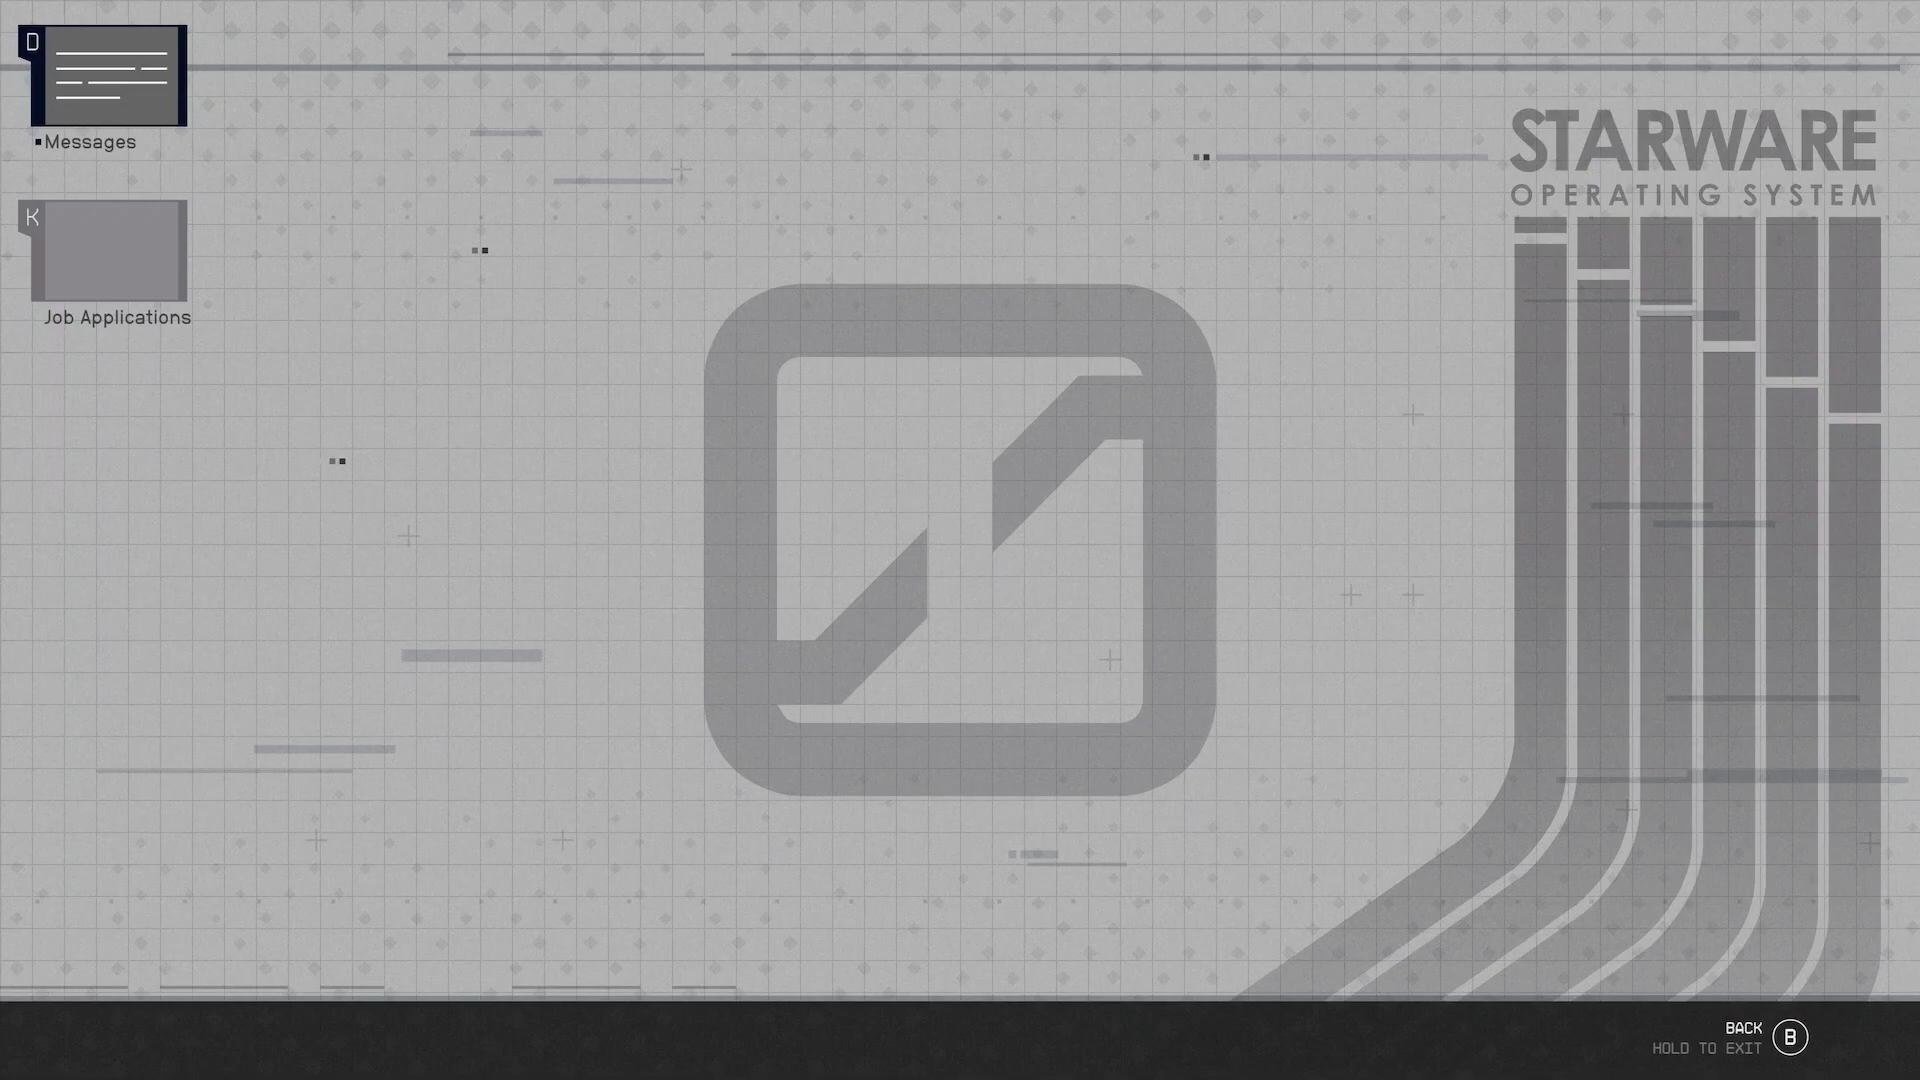 D
Messages
K
Job Applications
STARWARE
OPERATING SYSTEM
BACK
HOLD TO EXIT
B